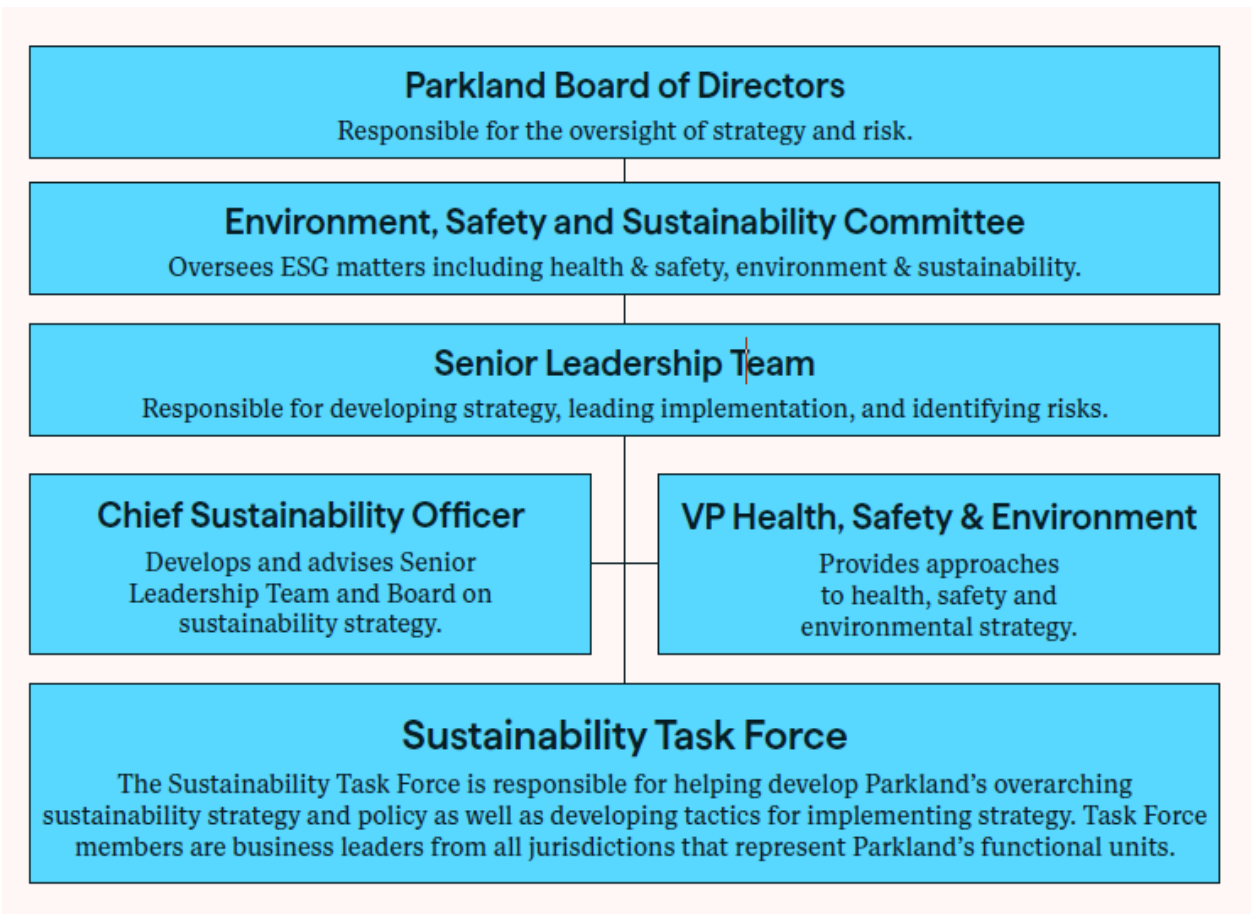 Parkland Board of Directors
Responsible for the oversight of strategy and risk.
Environment, Safety and Sustainability Committee
Oversees ESG matters including health & safety, environment & sustainability.
Senior Leadership Team
Responsible for developing strategy, leading implementation, and identifying risks.
Chief Sustainability Officer
Develops and advises Senior
Leadership Team and Board on
sustainability strategy.
VP Health, Safety & Environment
Provides approaches
to health, safety and
environmental strategy.
Sustainability Task Force
The Sustainability Task Force is responsible for helping develop Parkland’s overarching
sustainability strategy and policy as well as developing tactics for implementing strategy. Task Force
members are business leaders from all jurisdictions that represent Parkland’s functional units.